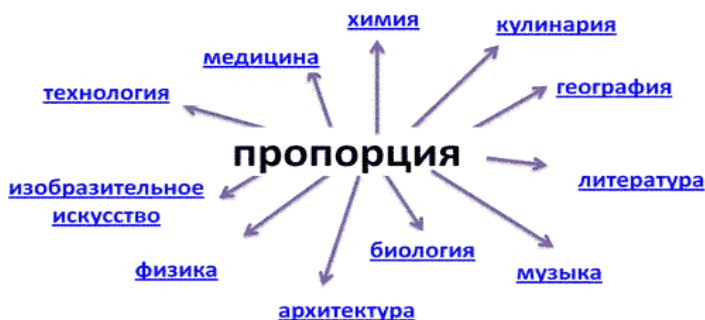 химия
кулинария
медицина
география
технология
пропорция
литература
изобразительное
искусство
биология
физика
музыка
архитектура